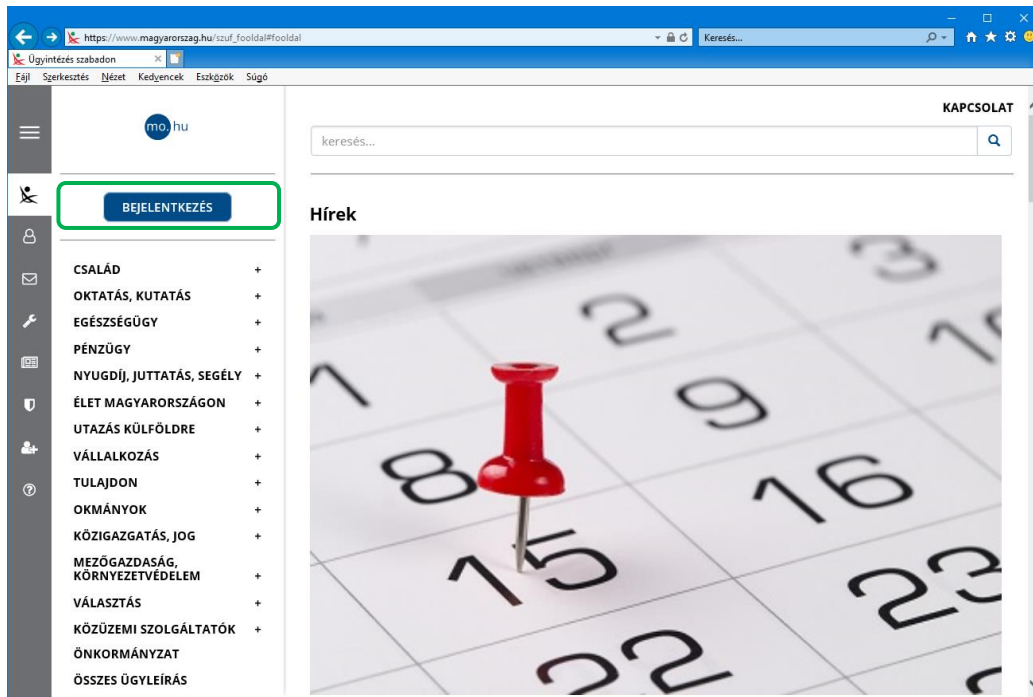 https://www.magyarorszag.hu/szuf_fooldal#fooldal
Keresés...
Ügyintézés szabadon
Fájl Szerkesztés Nézet Kedvencek Eszközök Súgó
mo.hu
KAPCSOLAT
keresés...
BEJELENTKEZÉS
Hírek
CSALÁD +
OKTATÁS, KUTATÁS +
EGÉSZSÉGÜGY +
PÉNZÜGY +
NYUGDÍJ, JUTTATÁS, SEGÉLY +
ÉLET MAGYARORSZÁGON +
UTAZÁS KÜLFÖLDRE +
VÁLLALKOZÁS +
TULAJDON +
OKMÁNYOK +
KÖZIGAZGATÁS, JOG +
MEZŐGAZDASÁG,
KÖRNYEZETVÉDELEM +
VÁLASZTÁS +
KÖZÜZEMI SZOLGÁLTATÓK +
ÖNKORMÁNYZAT
ÖSSZES ÜGYLEÍRÁS
1 2 3
8 9 1
15 16
22 23